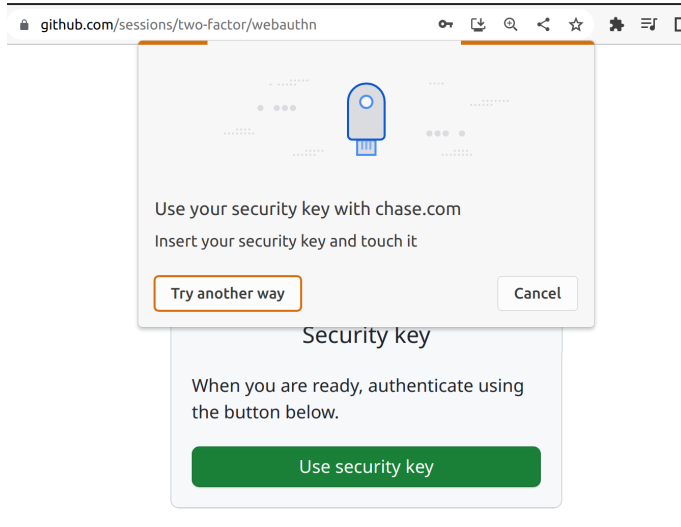 github.com/sessions/two-factor/webauthn
Use your security key with chase.com
Insert your security key and touch it
Try another way
Cancel
Security key
When you are ready, authenticate using
the button below.
Use security key